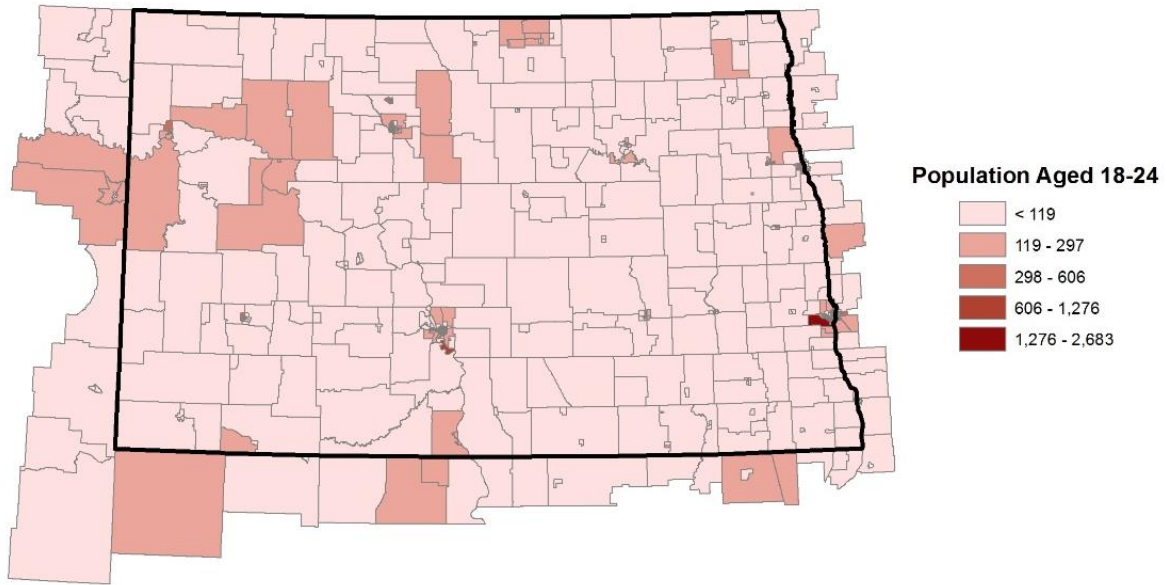 Population Aged 18-24
< 119
119 - 297
298 - 606
606 - 1,276
1,276 - 2,683